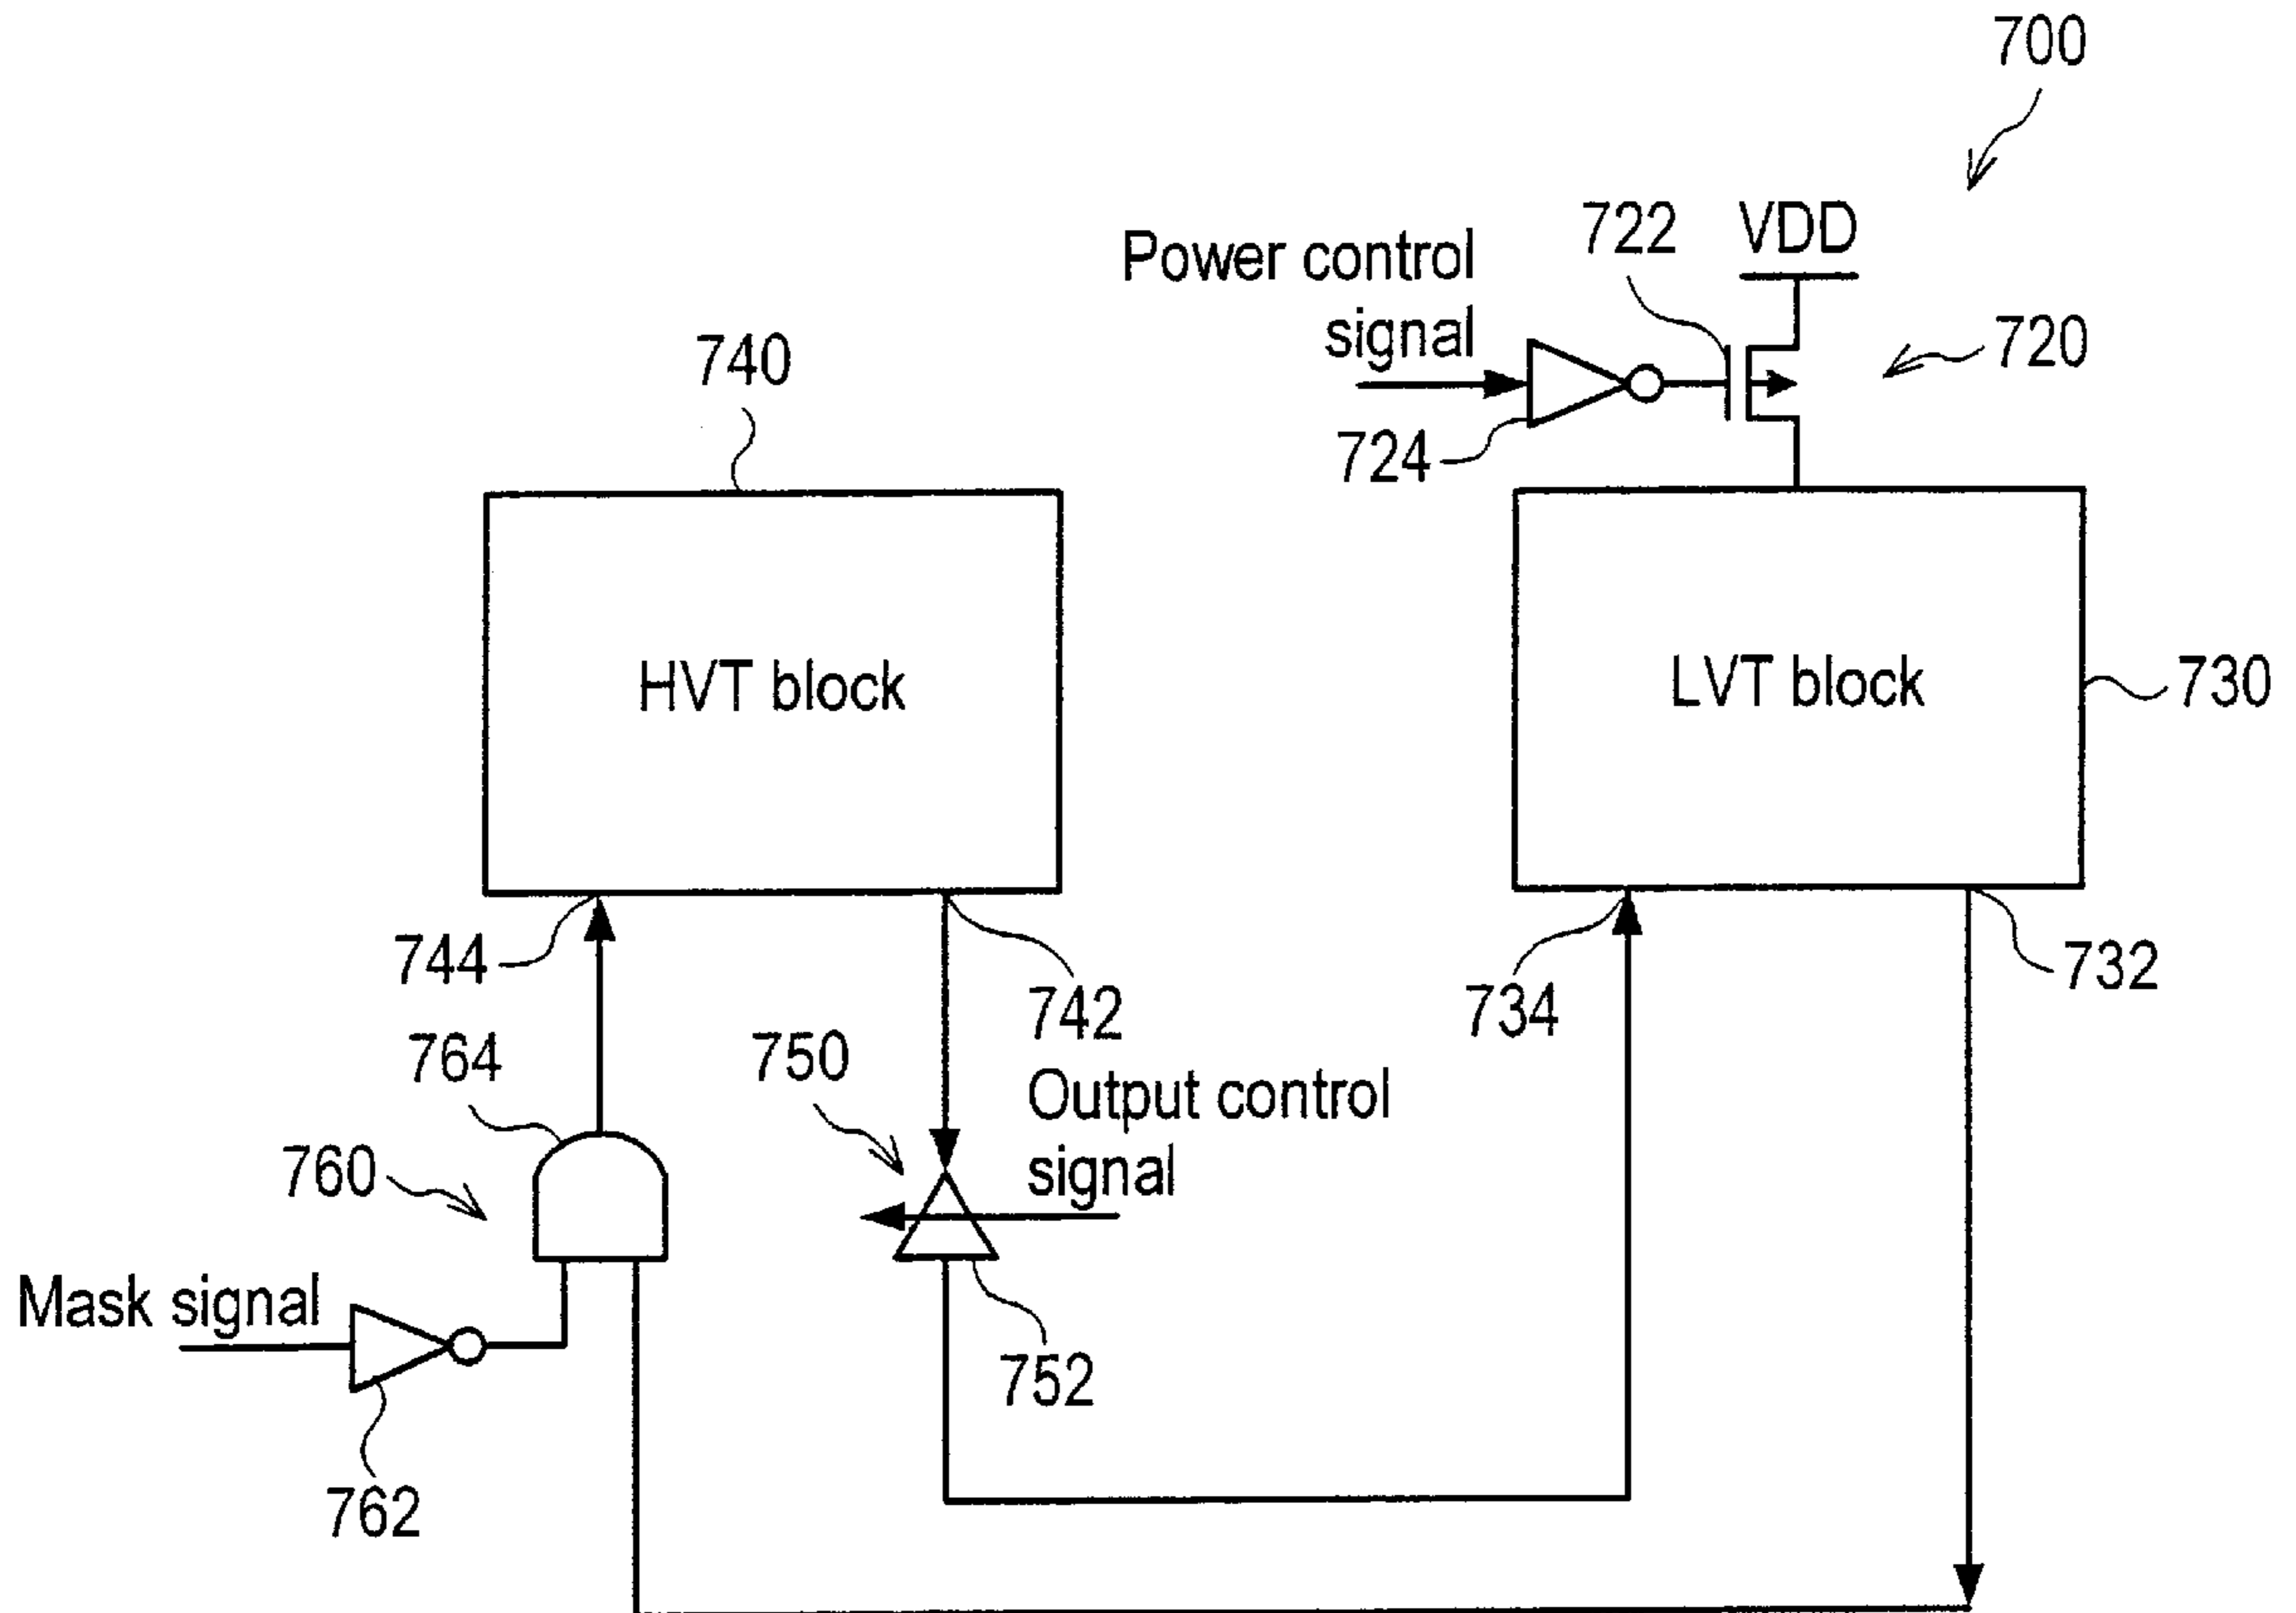 700
722
VDD
Power control
signal
720
740
724
HVT block
LVT block
730
744
742
734
732
764
750
Output control
signal
760
Mask signal
752
762